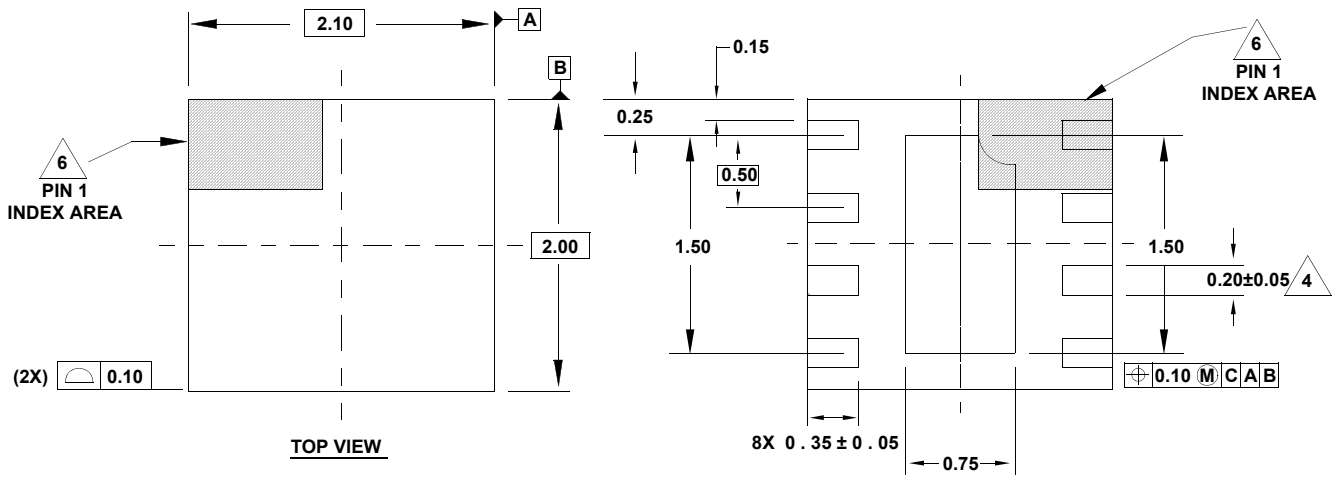 2.10
A
B
6
PIN 1
INDEX AREA
2.00
(2X) 0.10
TOP VIEW
0.15
0.25
0.50
1.50
6
PIN 1
INDEX AREA
1.50
0.20±0.05 4
0.10 M C A B
8X 0.35±0.05
0.75